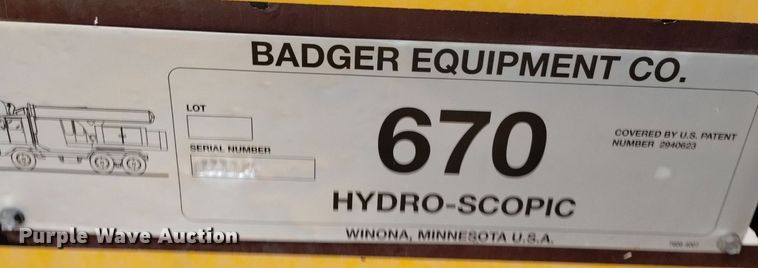 BADGER EQUIPMENT CO.
LOT
SERIAL NUMBER
670
COVERED BY U.S. PATENT
NUMBER 2940623
HYDRO-SCOPIC
WINONA, MINNESOTA U.S.A.
Purple Wave Auction